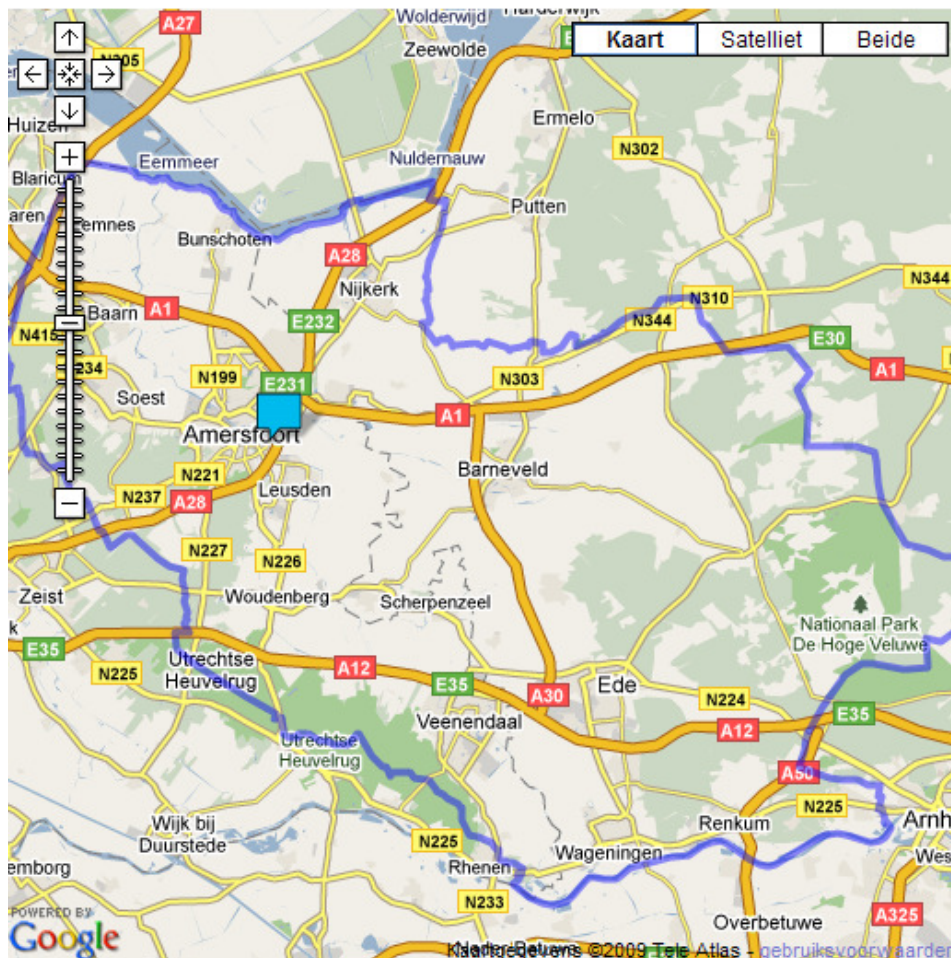 Wolderwijd
Harderwijk
A27
Zeewolde
Kaart
Satelliet
Beide
N305
Huizen
Ermelo
N302
Eemmeer
Nuldernauw
Blaricum
Putten
Bunschoten
A28
Nijkerk
N344
N310
N344
A1
Baarn
E232
N415
E30
N199
E231
N303
A1
Soest
A1
Amersfoort
Barneveld
N221
Leusden
N237
A28
N227
N226
Zeist
Woudenberg
Scherpenzeel
Nationaal Park
De Hoge Veluwe
E35
Utrechtse
Heuvelrug
N225
A12
E35
A30
Ede
N224
E35
Veenendaal
A12
Utrechtse
Heuvelrug
A50
N225
Wijk bij
Duurstede
N225
Renkum
Rhenen
Wageningen
N233
A325
Overbetuwe
POWERED BY
Google
Kaartgegevens ©2009 Tele Atlas - gebruiksvoorwaarden